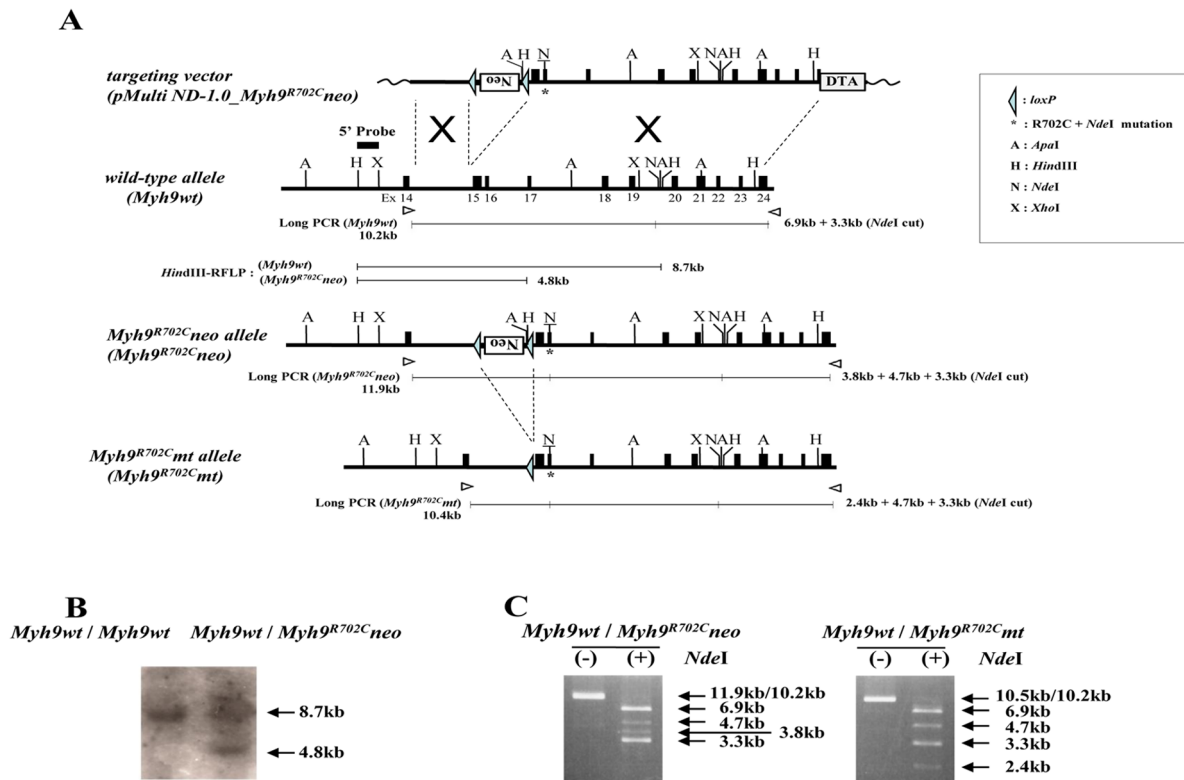 A
targeting vector
(pMulti ND-1.0_Myh9R702Cneo)
A H N A X NAH A H
Neo
*
DTA
5' Probe
X X
wild-type allele
(Myh9wt)
A H X A X NAH A H
Ex 14 15 16 17 18 19 20 21 22 23 24
Long PCR (Myh9wt)
10.2kb
6.9kb + 3.3kb (NdeI cut)
HindIII-RFLP : (Myh9wt)
8.7kb
(Myh9R702Cneo)
4.8kb
Myh9R702Cneo allele
(Myh9R702Cneo)
A H X A H N A X NAH A H
Neo
*
Long PCR (Myh9R702Cneo)
11.9kb
3.8kb + 4.7kb + 3.3kb (NdeI cut)
Myh9R702Cmt allele
(Myh9R702Cmt)
A H X N A X NAH A H
*
Long PCR (Myh9R702Cmt)
10.4kb
2.4kb + 4.7kb + 3.3kb (NdeI cut)
: loxP
* : R702C + NdeI mutation
A : ApaI
H : HindIII
N : NdeI
X : XhoI
B
Myh9wt / Myh9wt Myh9wt / Myh9R702Cneo
8.7kb
4.8kb
C
Myh9wt / Myh9R702Cneo
(-) (+) NdeI
11.9kb/10.2kb
6.9kb
4.7kb
3.8kb
3.3kb
Myh9wt / Myh9R702Cmt
(-) (+) NdeI
10.5kb/10.2kb
6.9kb
4.7kb
3.3kb
2.4kb